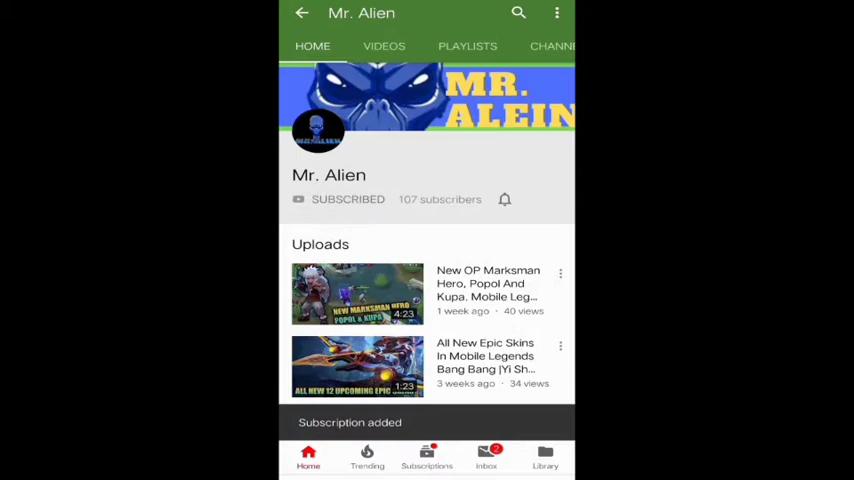 Mr. Alien
HOME VIDEOS PLAYLISTS CHANNE
MR.
ALEIN
Mr. Alien
SUBSCRIBED 107 subscribers
Uploads
New OP Marksman
Hero, Popol And
Kupa. Mobile Leg...
1 week ago · 40 views
NEW MARKSMAN HERO
POPOL & KUPA
4:23
All New Epic Skins
In Mobile Legends
Bang Bang |Yi Sh...
3 weeks ago · 34 views
ALL NEW 12 UPCOMING EPIC
1:23
Subscription added
2
Home Trending Subscriptions Inbox Library